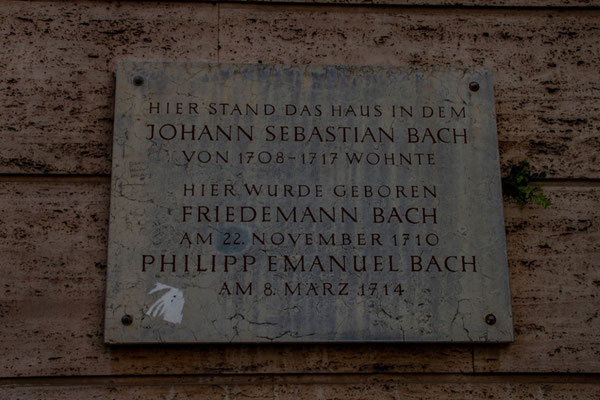 HIER STAND DAS HAUS IN DEM
JOHANN SEBASTIAN BACH
VON 1708-1717 WOHNTE
HIER WURDE GEBOREN
FRIEDEMANN BACH
AM 22. NOVEMBER 1710
PHILIPP EMANUEL BACH
AM 8. MÄRZ 1714